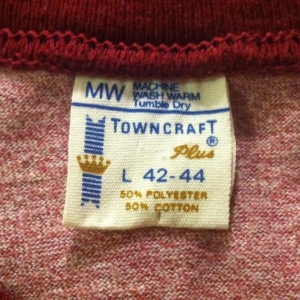 MW MACHINE
WASH WARM
Tumble Dry
TOWNCRAFT®
Plus
L 42-44
50% POLYESTER
50% COTTON